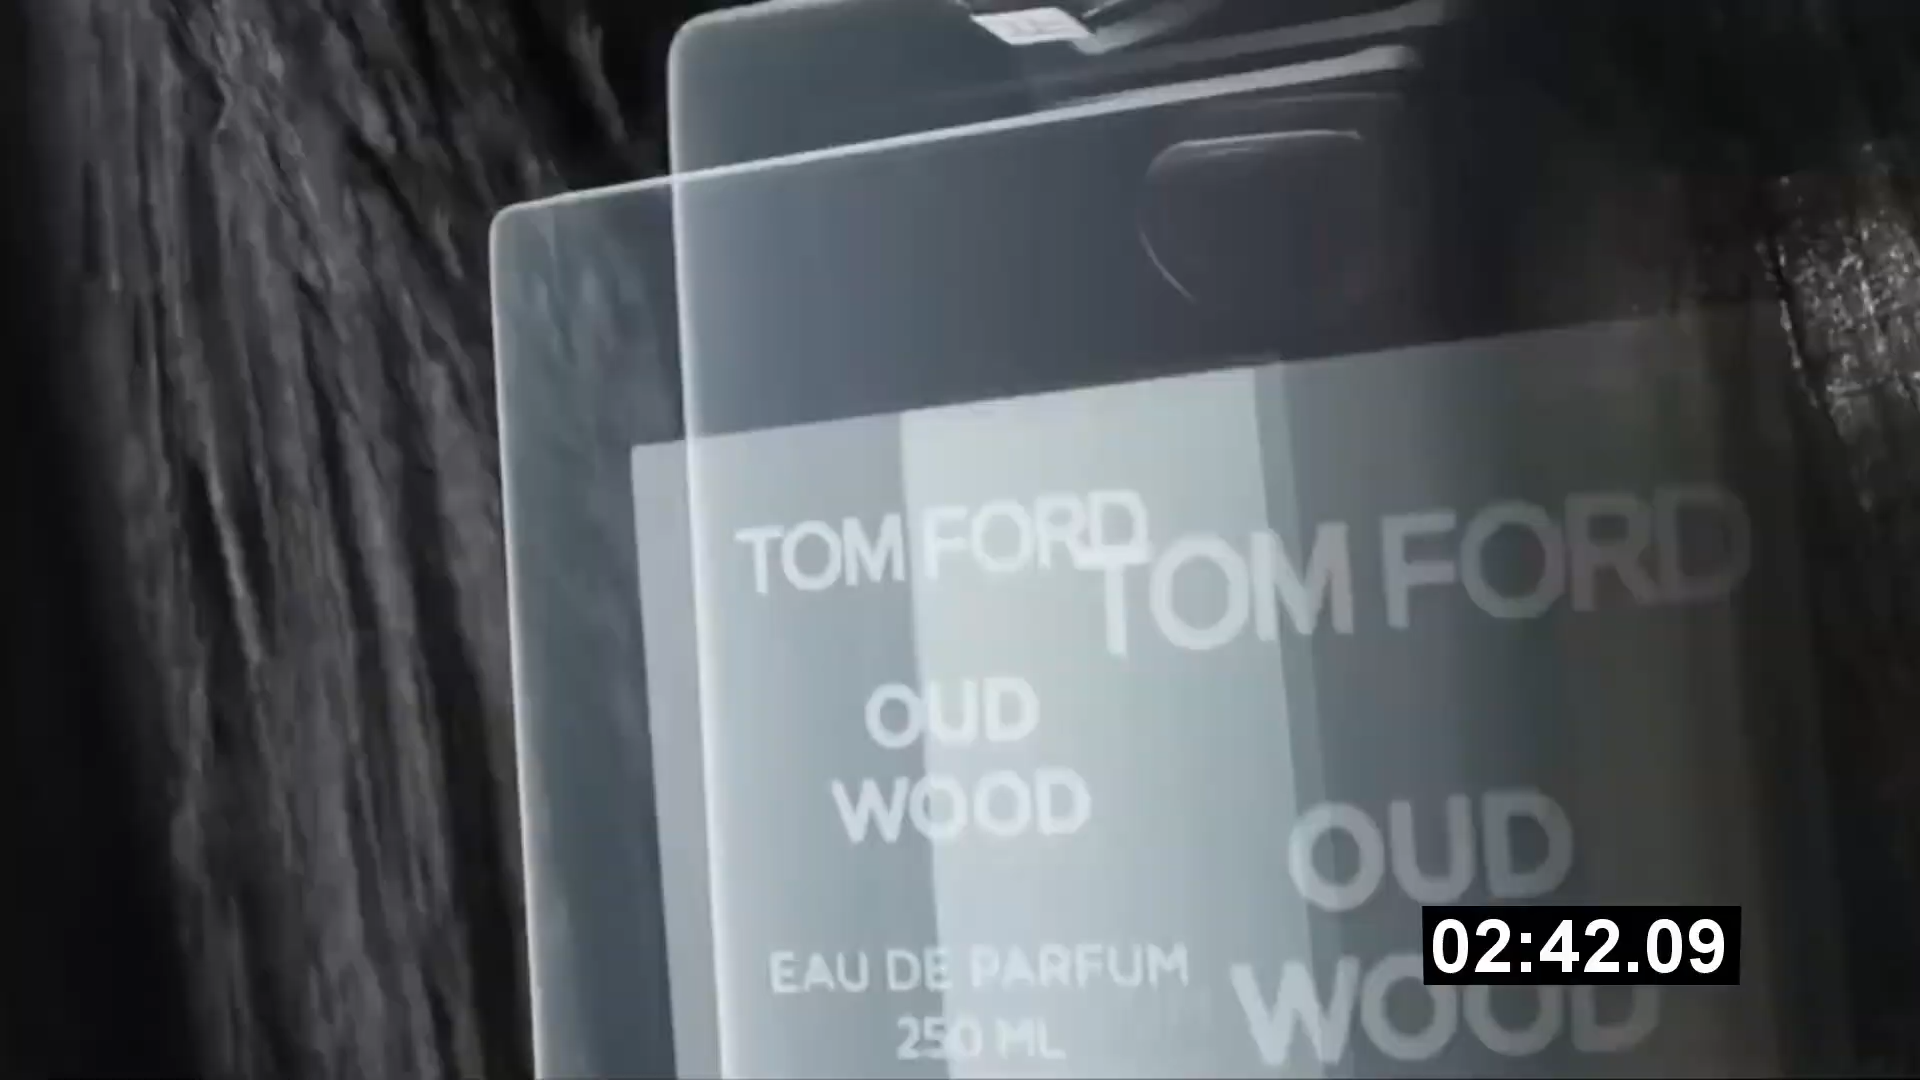 TOM FORD
OUD
WOOD
EAU DE PARFUM
250 ML
TOM FORD
OUD
WOOD
02:42.09